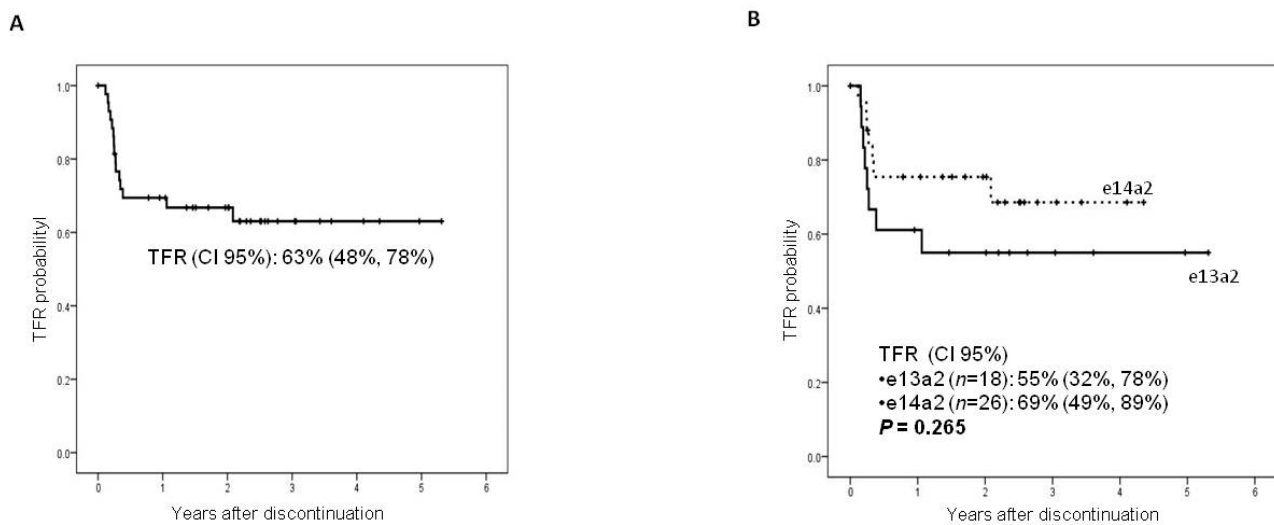 A
TFR probabilityl
1.0
0.8
0.6
0.4
0.2
0.0
TFR (CI 95%): 63% (48%, 78%)
0 1 2 3 4 5 6
Years after discontinuation
B
TFR probability
1.0
0.8
0.6
0.4
0.2
0.0
e14a2
e13a2
TFR (CI 95%)
•e13a2 (n=18): 55% (32%, 78%)
•e14a2 (n=26): 69% (49%, 89%)
P = 0.265
0 1 2 3 4 5 6
Years after discontinuation